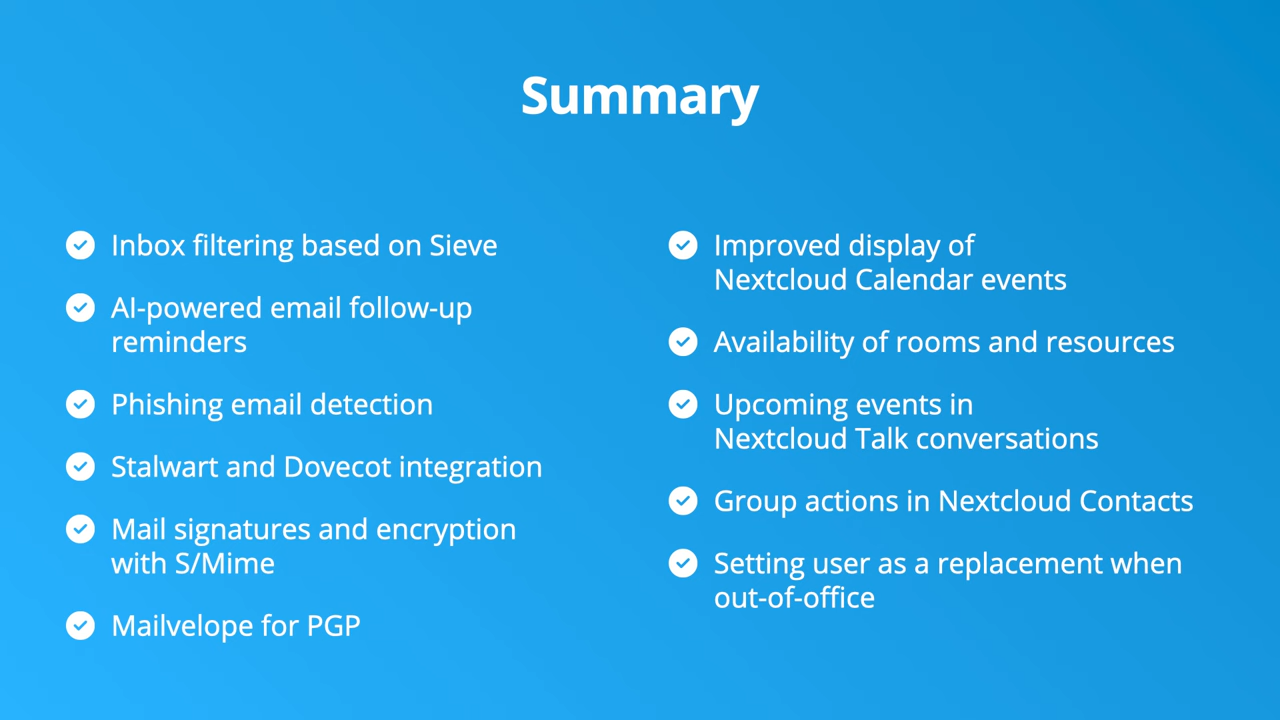 Summary
Inbox filtering based on Sieve
AI-powered email follow-up
reminders
Phishing email detection
Stalwart and Dovecot integration
Mail signatures and encryption
with S/Mime
Mailvelope for PGP
Improved display of
Nextcloud Calendar events
Availability of rooms and resources
Upcoming events in
Nextcloud Talk conversations
Group actions in Nextcloud Contacts
Setting user as a replacement when
out-of-office